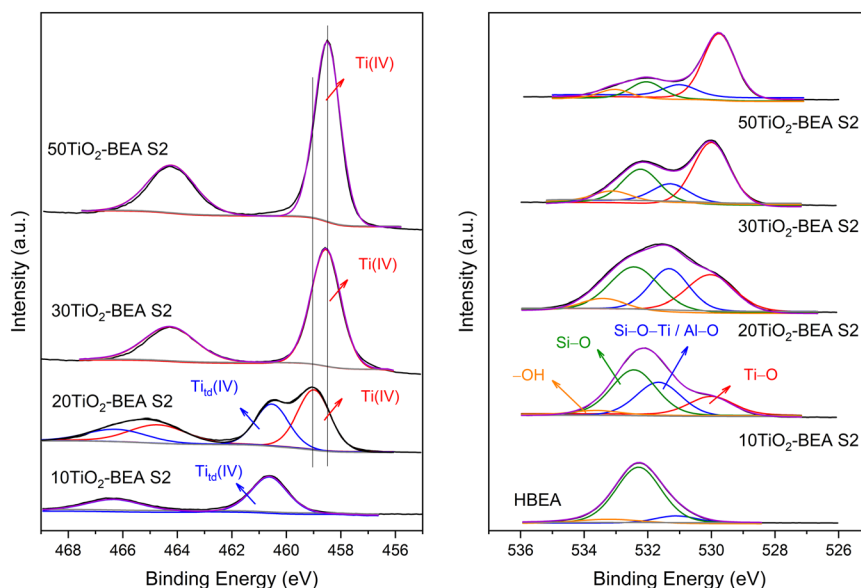 Ti(IV)
50TiO2-BEA S2
Ti(IV)
30TiO2-BEA S2
Titd(IV)
Ti(IV)
20TiO2-BEA S2
Titd(IV)
10TiO2-BEA S2
Intensity (a.u.)
468 466 464 462 460 458 456
Binding Energy (eV)
50TiO2-BEA S2
30TiO2-BEA S2
20TiO2-BEA S2
Si–O–Ti / Al–O
Si–O
–OH
Ti–O
10TiO2-BEA S2
HBEA
Intensity (a.u.)
536 534 532 530 528 526
Binding Energy (eV)